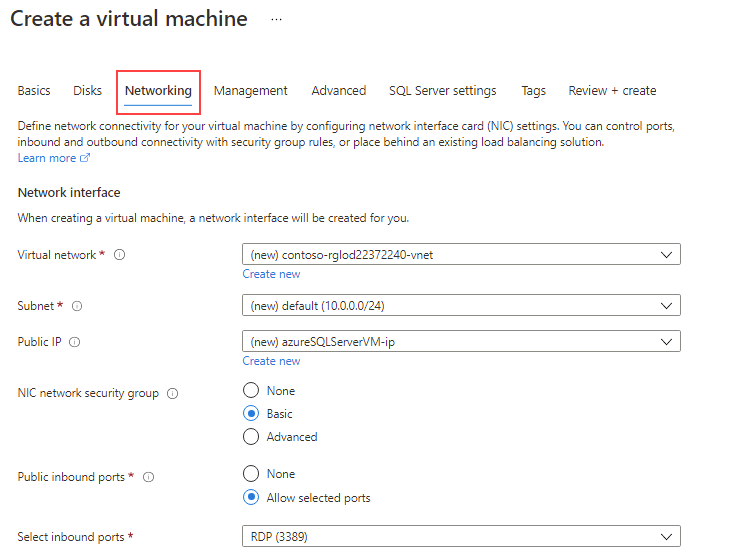 Create a virtual machine ...
Basics Disks Networking Management Advanced SQL Server settings Tags Review + create
Define network connectivity for your virtual machine by configuring network interface card (NIC) settings. You can control ports,
inbound and outbound connectivity with security group rules, or place behind an existing load balancing solution.
Learn more
Network interface
When creating a virtual machine, a network interface will be created for you.
Virtual network * (new) contoso-rglod22372240-vnet
Create new
Subnet * (new) default (10.0.0.0/24)
Public IP (new) azureSQLServerVM-ip
Create new
NIC network security group None
Basic
Advanced
Public inbound ports * None
Allow selected ports
Select inbound ports * RDP (3389)